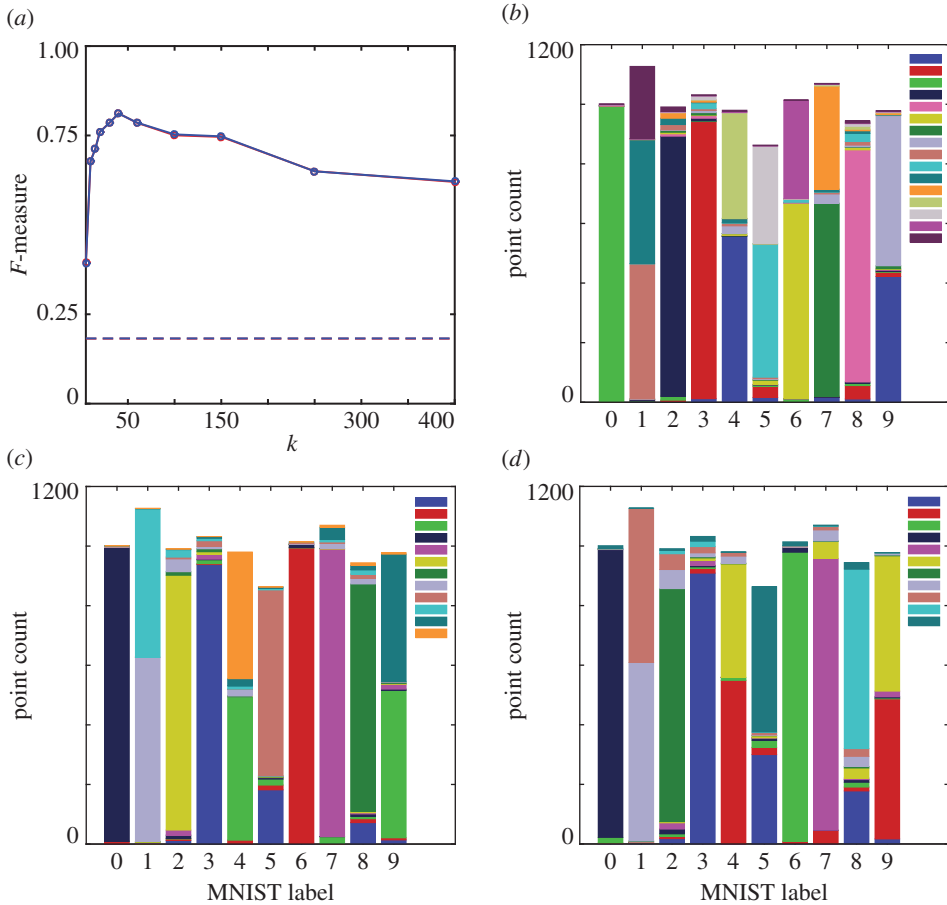 (a)
1.00
0.75
0.25
0
F-measure
50 150 300 400
k
(b)
1200
0
point count
0 1 2 3 4 5 6 7 8 9
(c)
1200
0
point count
0 1 2 3 4 5 6 7 8 9
MNIST label
(d)
1200
0
point count
0 1 2 3 4 5 6 7 8 9
MNIST label